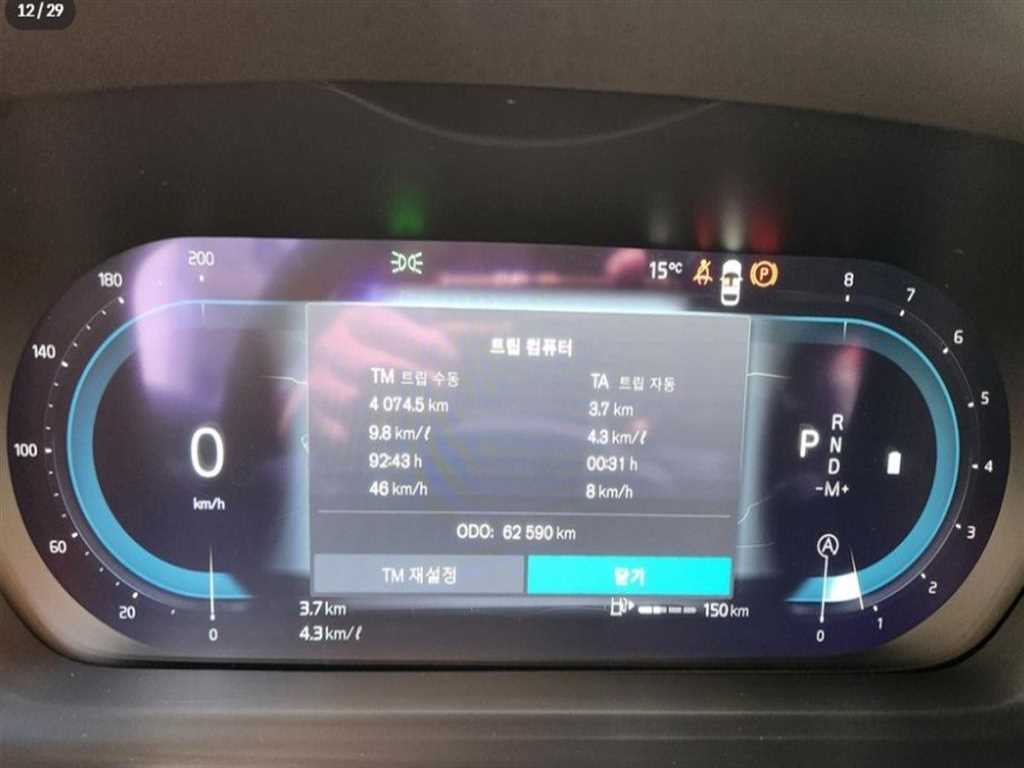 12 / 29
200
180
140
100
60
20
0
0
km/h
15°C
P
8
7
6
5
4
3
2
1
0
트립 컴퓨터
TM 트립 수동
4 074.5 km
9.8 km/ℓ
92:43 h
46 km/h
TA 트립 자동
3.7 km
4.3 km/ℓ
00:31 h
8 km/h
ODO: 62 590 km
TM 재설정
닫기
P
R
N
D
-M+
A
3.7 km
4.3 km/ℓ
150 km